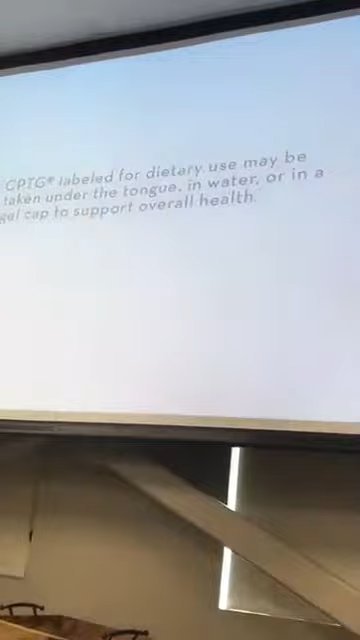 CPTG® labeled for dietary use may be
taken under the tongue, in water, or in a
gel cap to support overall health.